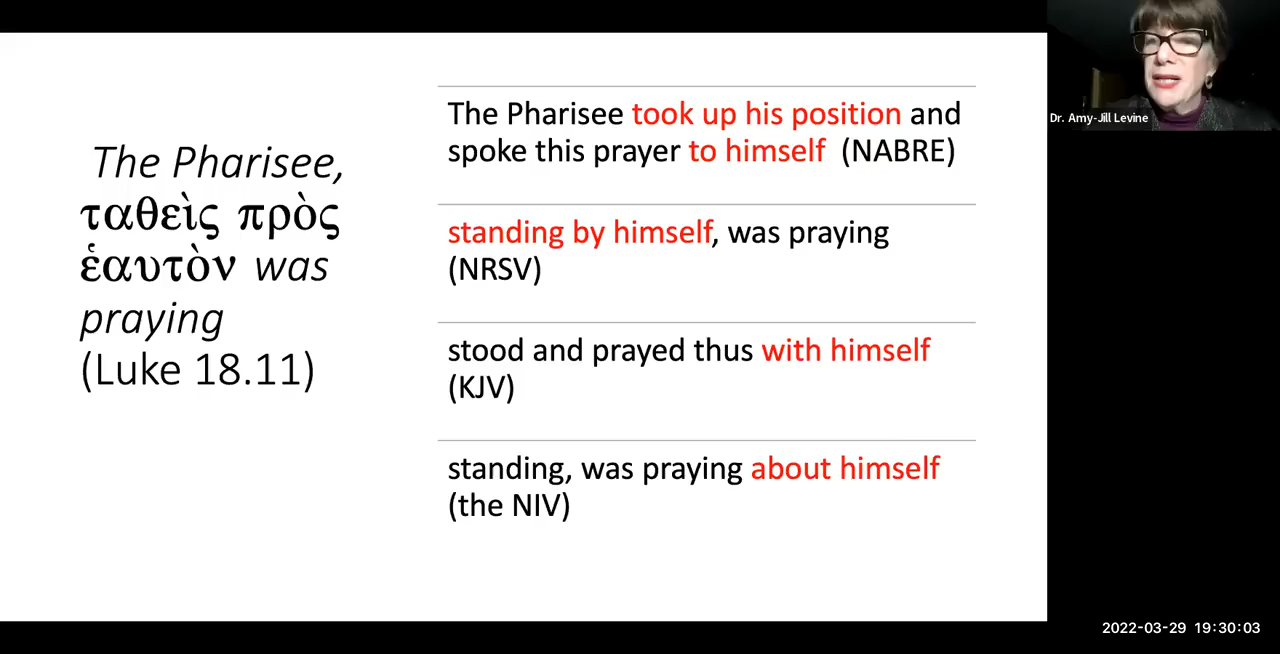 The Pharisee,
ταθεὶς πρὸς
ἑαυτὸν was
praying
(Luke 18.11)
The Pharisee took up his position and
spoke this prayer to himself (NABRE)
standing by himself, was praying
(NRSV)
stood and prayed thus with himself
(KJV)
standing, was praying about himself
(the NIV)
Dr. Amy-Jill Levine
2022-03-29 19:30:03